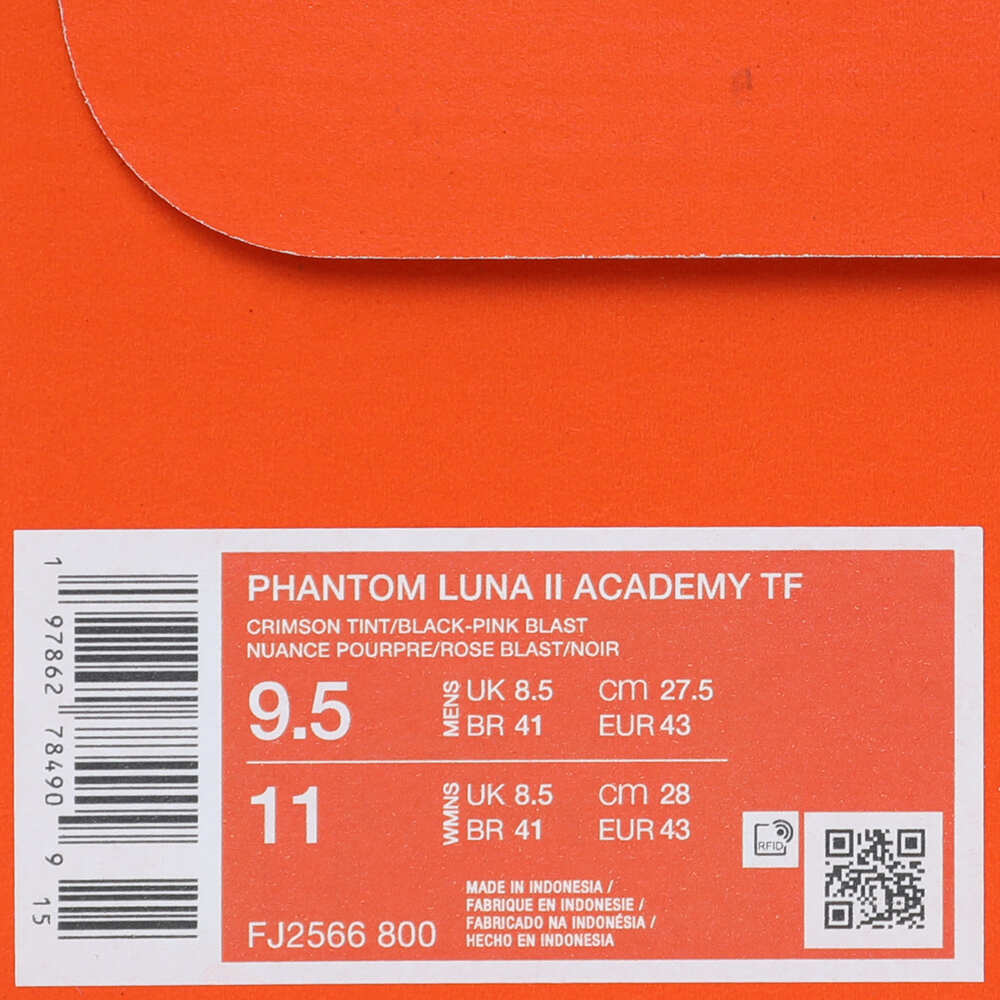 PHANTOM LUNA II ACADEMY TF
CRIMSON TINT/BLACK-PINK BLAST
NUANCE POURPRE/ROSE BLAST/NOIR
9.5 MENS UK 8.5 cm 27.5
BR 41 EUR 43
11 WMNS UK 8.5 cm 28
BR 41 EUR 43
RFID
MADE IN INDONESIA /
FABRIQUE EN INDONESIE /
FABRICADO NA INDONÉSIA /
HECHO EN INDONESIA
FJ2566 800
1 97862 78490 9 15